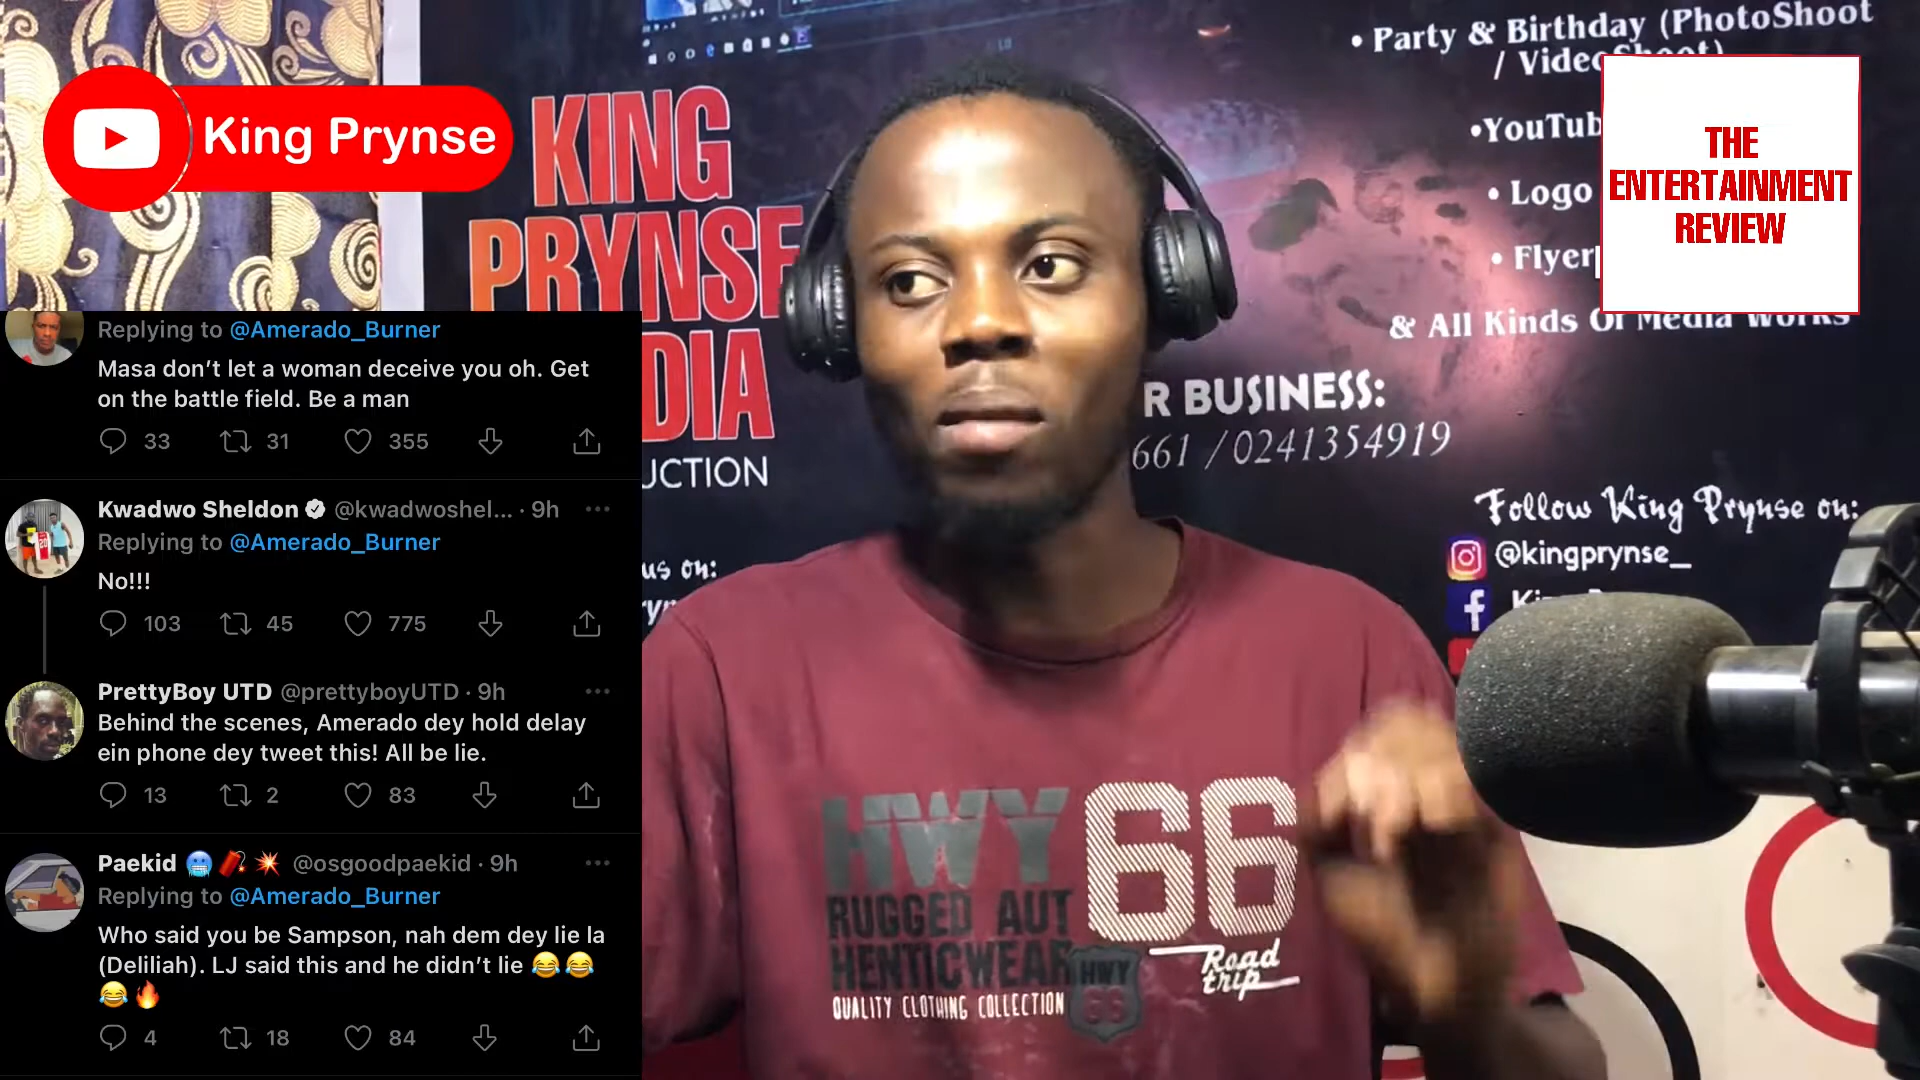 King Prynse
KING
PRYNSE
DIA
UCTION
us on:
• Party & Birthday (PhotoShoot
•YouTub
• Logo
• Flyer
& All Kinds Of Media Works
THE
ENTERTAINMENT
REVIEW
R BUSINESS:
661 / 0241354919
Follow King Prynse on:
@kingprynse_
Replying to @Amerado_Burner
Masa don’t let a woman deceive you oh. Get
on the battle field. Be a man
33 31 355
Kwadwo Sheldon @kwadwoshel... · 9h
Replying to @Amerado_Burner
No!!!
103 45 775
PrettyBoy UTD @prettyboyUTD · 9h
Behind the scenes, Amerado dey hold delay
ein phone dey tweet this! All be lie.
13 2 83
Paekid 🥶🧨💥 @osgoodpaekid · 9h
Replying to @Amerado_Burner
Who said you be Sampson, nah dem dey lie la
(Deliliah). LJ said this and he didn’t lie 😂😂
😂🔥
4 18 84
HWY 66
RUGGED AUT
HENTICWEAR
HWY
66
Road
trip
QUALITY CLOTHING COLLECTION